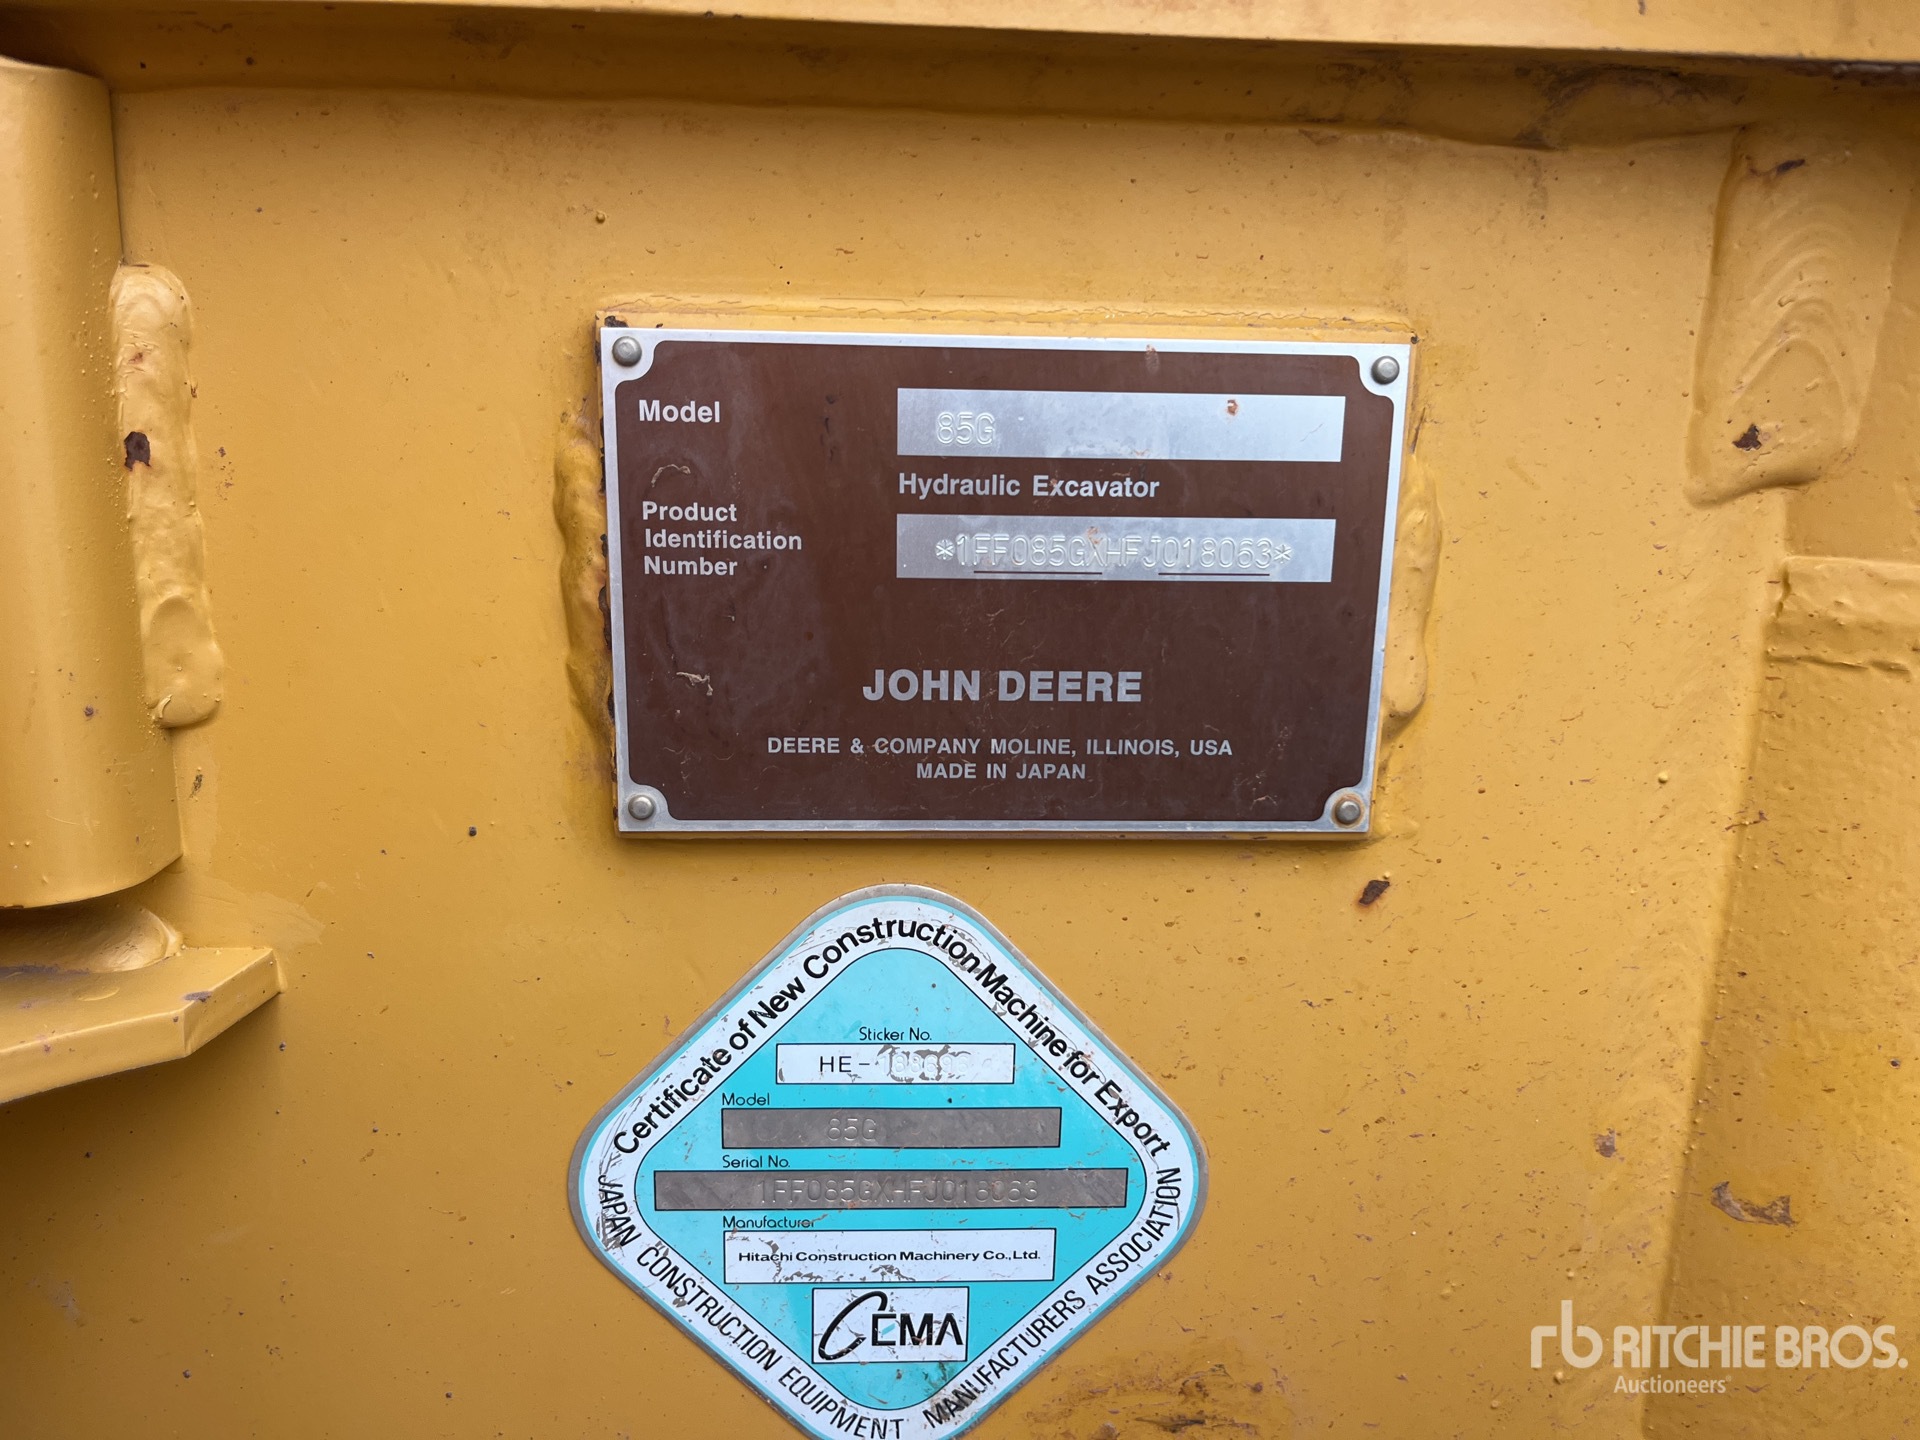 Model
85G
Hydraulic Excavator
Product
Identification
Number
*1FF085GXHFJ018063*
JOHN DEERE
DEERE & COMPANY MOLINE, ILLINOIS, USA
MADE IN JAPAN
Certificate of New Construction Machine for Export
Sticker No.
HE-
Model
85G
Serial No.
1FF085GXHFJ018063
Manufacturer
Hitachi Construction Machinery Co., Ltd.
CEMA
JAPAN CONSTRUCTION EQUIPMENT MANUFACTURERS ASSOCIATION
rb RITCHIE BROS.
Auctioneers